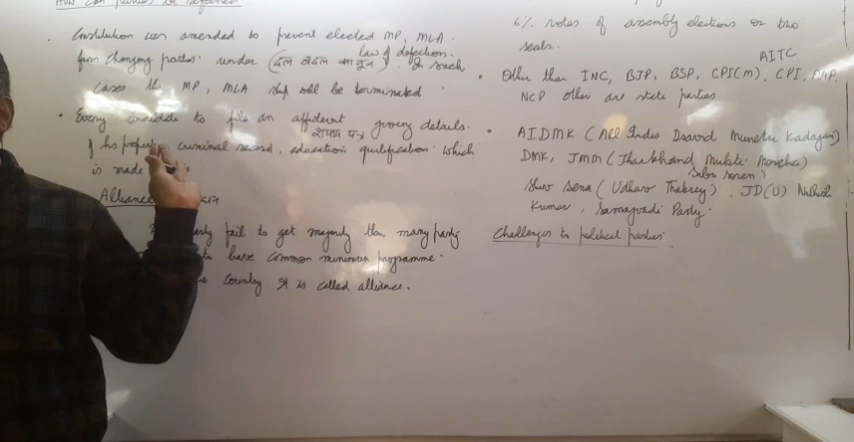 How can parties be reformed
Constitution was amended to prevent elected MP, MLA.
from changing parties under (दल बदल का नून) law of defection. In such
cases the MP, MLA ship will be terminated
Every to file an affidavit शपथ पत्र giving details.
of his property criminal record, education qualification which
is made
Alliance
fail to get majority then many party
have common minimum programme.
Country It is called alliance.
6% votes of assembly elections or two
seats.
Other than INC, BJP, BSP, CPI(M), CPI, AITC
NCP other are state parties
AIDMK (All India Dravid Munetra Kadagam)
DMK, JMM (Jharkhand Mukti Morcha)
Shiv Sena (Udhav Thakrey), JD(U) Nitish
Kumar, Samajvadi Party.
Challenges to political parties.